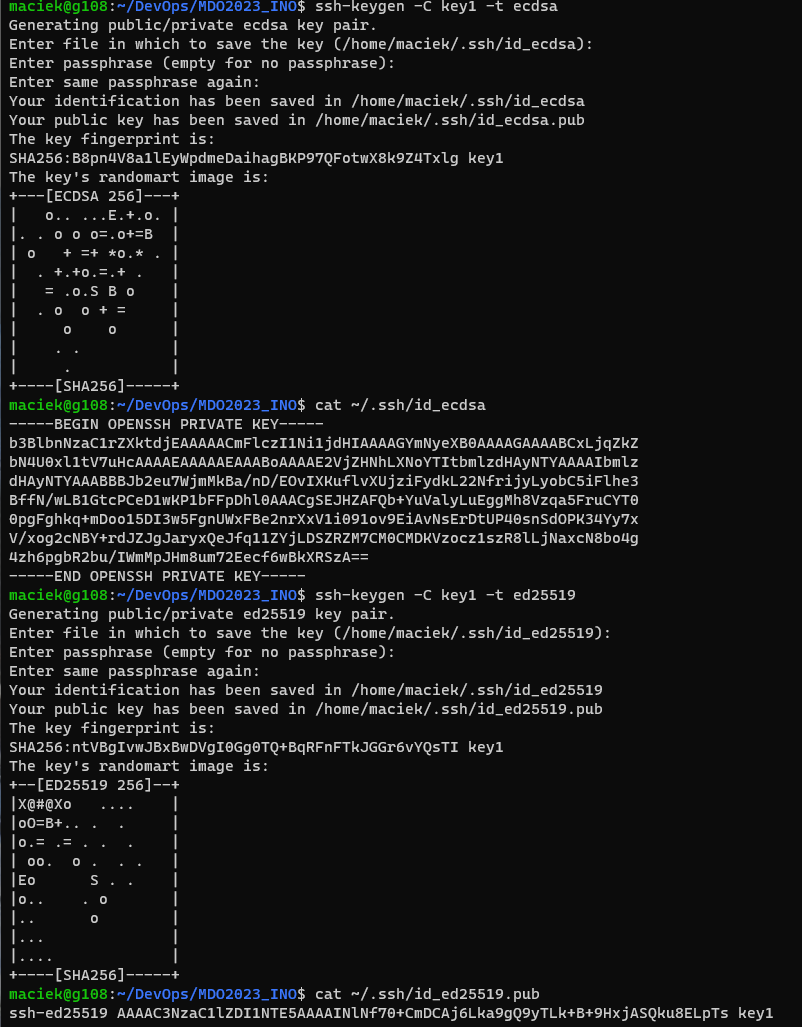 maciek@g108:~/DevOps/MDO2023_INO$ ssh-keygen -C key1 -t ecdsa
Generating public/private ecdsa key pair.
Enter file in which to save the key (/home/maciek/.ssh/id_ecdsa):
Enter passphrase (empty for no passphrase):
Enter same passphrase again:
Your identification has been saved in /home/maciek/.ssh/id_ecdsa
Your public key has been saved in /home/maciek/.ssh/id_ecdsa.pub
The key fingerprint is:
SHA256:B8pn4V8a1lEyWpdmeDaihagBKP97QFotwX8k9Z4Txlg key1
The key's randomart image is:
+---[ECDSA 256]---+
|   o.. ...E.+.o. |
|. . o o o=.o+=B  |
| o   + =+ *o.* . |
|  . +.+o.=.+ .   |
|   = .o.S B o    |
|  . o  o + =     |
|     o    o      |
|    . .          |
|     .           |
+----[SHA256]-----+
maciek@g108:~/DevOps/MDO2023_INO$ cat ~/.ssh/id_ecdsa
-----BEGIN OPENSSH PRIVATE KEY-----
b3BlbnNzaC1rZXktdjEAAAAACmFlczI1Ni1jdHIAAAAGYmNyeXB0AAAAGAAAABCxLjqZkZ
bN4U0xl1tV7uHcAAAAEAAAAAEAAABoAAAAE2VjZHNhLXNoYTItbmlzdHAyNTYAAAAIbmlz
dHAyNTYAAABBBJb2eu7WjmMkBa/nD/EOvIXKuflvXUjziFydkL22NfrijyLyobC5iFlhe3
BffN/wLB1GtcPCeD1wKP1bFFpDhl0AAACgSEJHZAFQb+YuValyLuEggMh8Vzqa5FruCYT0
0pgFghkq+mDoo15DI3w5FgnUWxFBe2nrXxV1i091ov9EiAvNsErDtUP40snSdOPK34Yy7x
V/xog2cNBY+rdJZJgJaryxQeJfq11ZYjLDSZRZM7CM0CMDKVzocz1szR8lLjNaxcN8bo4g
4zh6pgbR2bu/IWmMpJHm8um72Eecf6wBkXRSzA==
-----END OPENSSH PRIVATE KEY-----
maciek@g108:~/DevOps/MDO2023_INO$ ssh-keygen -C key1 -t ed25519
Generating public/private ed25519 key pair.
Enter file in which to save the key (/home/maciek/.ssh/id_ed25519):
Enter passphrase (empty for no passphrase):
Enter same passphrase again:
Your identification has been saved in /home/maciek/.ssh/id_ed25519
Your public key has been saved in /home/maciek/.ssh/id_ed25519.pub
The key fingerprint is:
SHA256:ntVBgIvwJBxBwDVgI0Gg0TQ+BqRFnFTkJGGr6vYQsTI key1
The key's randomart image is:
+--[ED25519 256]--+
|X@#@Xo   ....    |
|oO=B+.. .  .     |
|o.= .= . .  .    |
| oo.  o .  . .   |
|Eo      S . .    |
|o..    . o       |
|..      o        |
|...              |
|....             |
+----[SHA256]-----+
maciek@g108:~/DevOps/MDO2023_INO$ cat ~/.ssh/id_ed25519.pub
ssh-ed25519 AAAAC3NzaC1lZDI1NTE5AAAAINlNf70+CmDCAj6Lka9gQ9yTLk+B+9HxjASQku8ELpTs key1